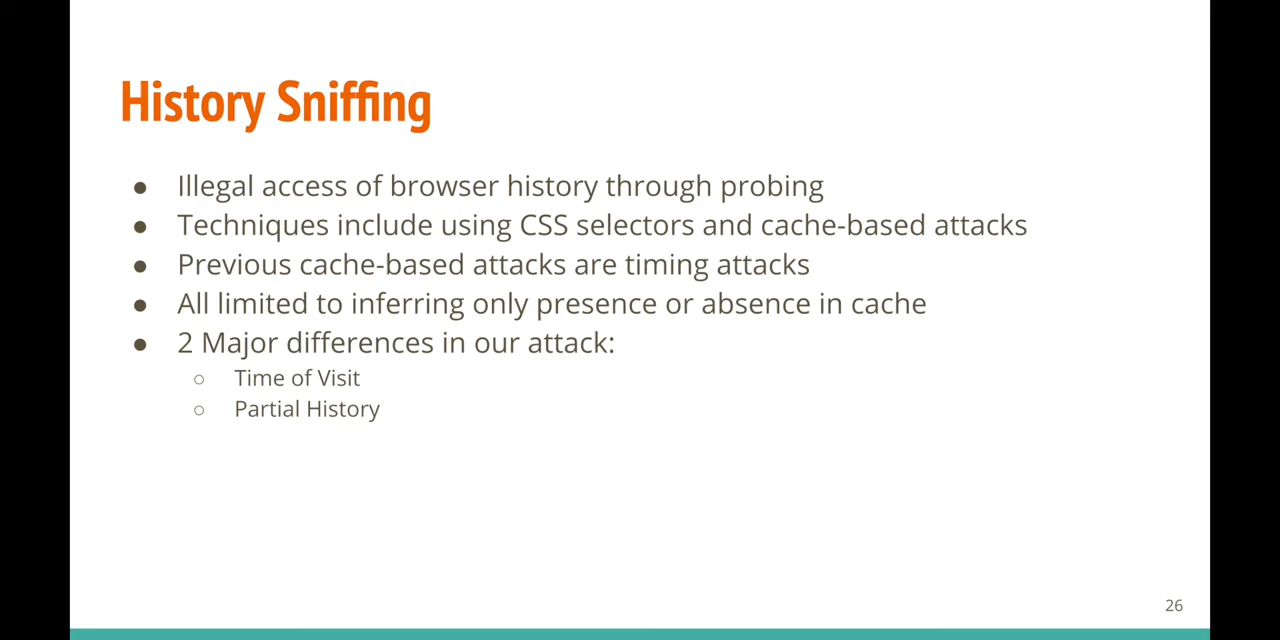 History Sniffing
● Illegal access of browser history through probing
● Techniques include using CSS selectors and cache-based attacks
● Previous cache-based attacks are timing attacks
● All limited to inferring only presence or absence in cache
● 2 Major differences in our attack:
○ Time of Visit
○ Partial History
26